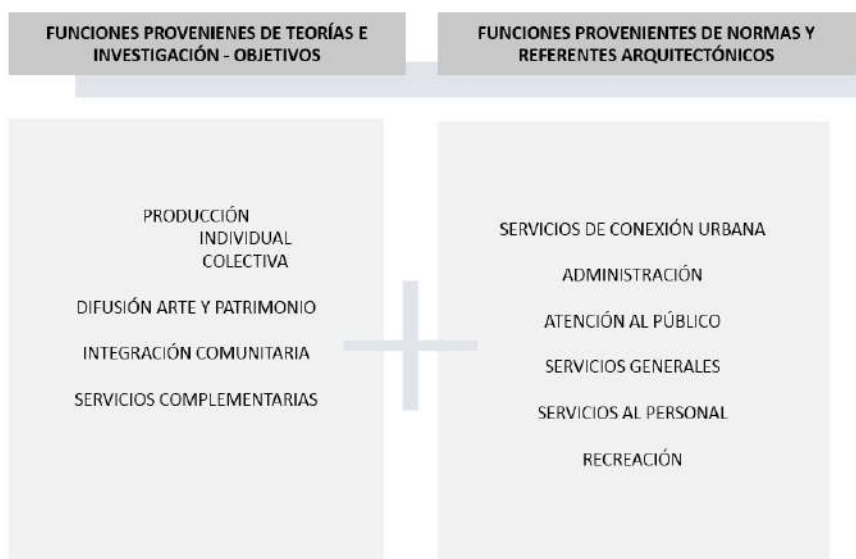 FUNCIONES PROVENIENES DE TEORÍAS E
INVESTIGACIÓN - OBJETIVOS
FUNCIONES PROVENIENTES DE NORMAS Y
REFERENTES ARQUITECTÓNICOS
PRODUCCIÓN
INDIVIDUAL
COLECTIVA
DIFUSIÓN ARTE Y PATRIMONIO
INTEGRACIÓN COMUNITARIA
SERVICIOS COMPLEMENTARIAS
SERVICIOS DE CONEXIÓN URBANA
ADMINISTRACIÓN
ATENCIÓN AL PÚBLICO
SERVICIOS GENERALES
SERVICIOS AL PERSONAL
RECREACIÓN